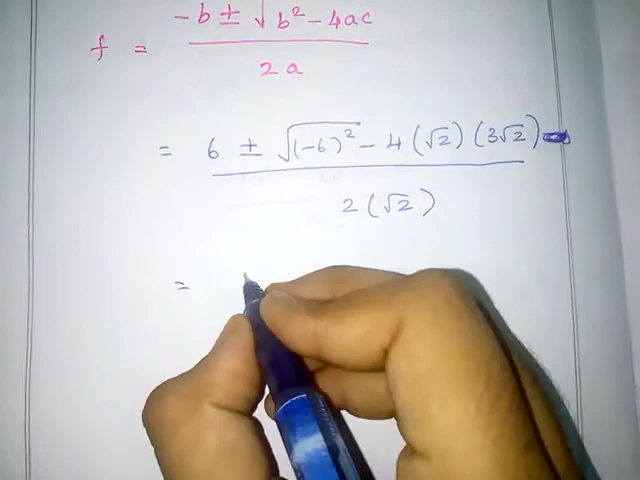 f = (-b ± √b² - 4ac) / 2a
= (6 ± √(-6)² - 4(√2)(3√2)) / 2(√2)
=